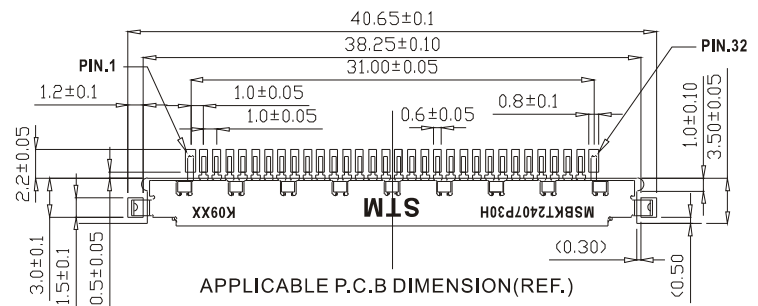 40.65±0.1
38.25±0.10
31.00±0.05
PIN.1
PIN.32
1.2±0.1
1.0±0.05
1.0±0.05
0.6±0.05
0.8±0.1
1.0±0.10
3.50±0.05
2.2±0.05
K09XX
STM
MSBKT2407P30H
3.0±0.1
1.5±0.1
0.5±0.05
(0.30)
(0.50
APPLICABLE P.C.B DIMENSION(REF.)